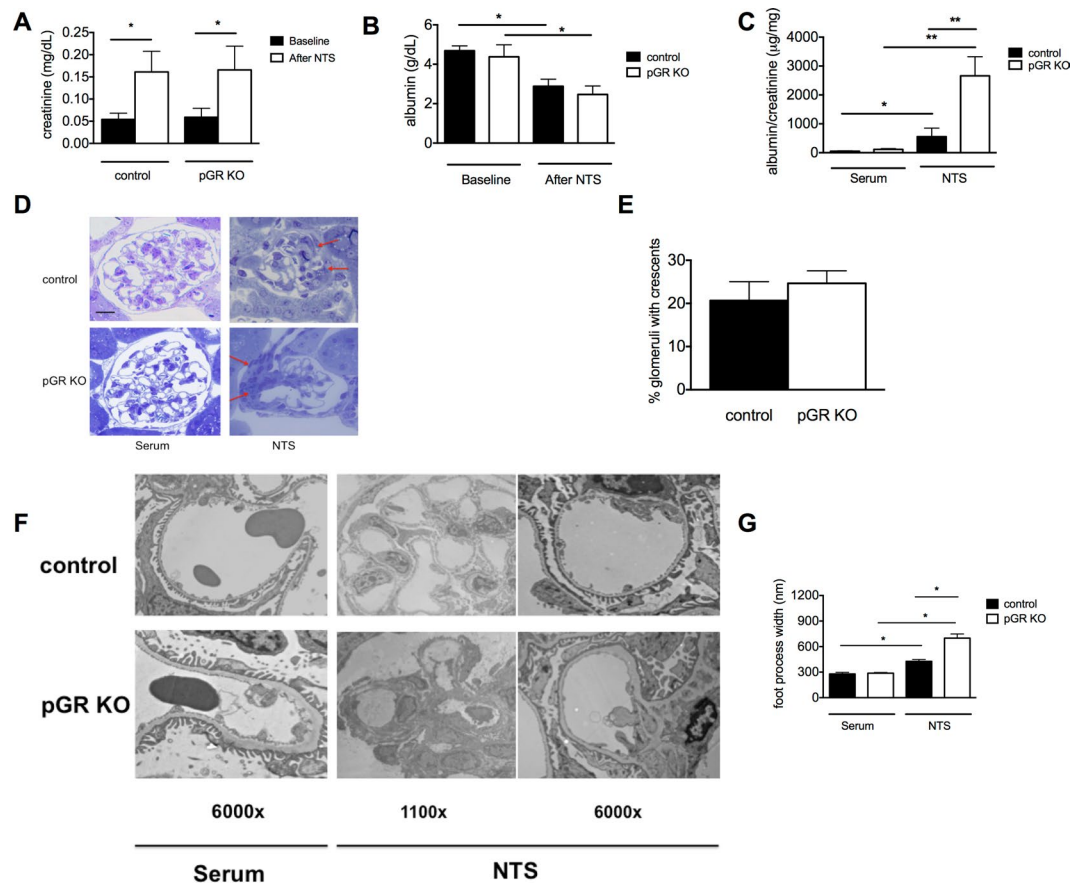 A
creatinine (mg/dL)
0.25
0.20
0.15
0.10
0.05
0.00
*
*
Baseline
After NTS
control
pGR KO
B
albumin (g/dL)
6
4
2
0
*
*
control
pGR KO
Baseline
After NTS
C
albumin/creatinine (µg/mg)
4000
3000
2000
1000
0
**
**
*
control
pGR KO
Serum
NTS
D
control
pGR KO
Serum
NTS
E
% glomeruli with crescents
30
20
10
0
control
pGR KO
F
control
pGR KO
6000x
1100x
6000x
Serum
NTS
G
foot process width (nm)
1200
900
600
300
0
*
*
*
control
pGR KO
Serum
NTS